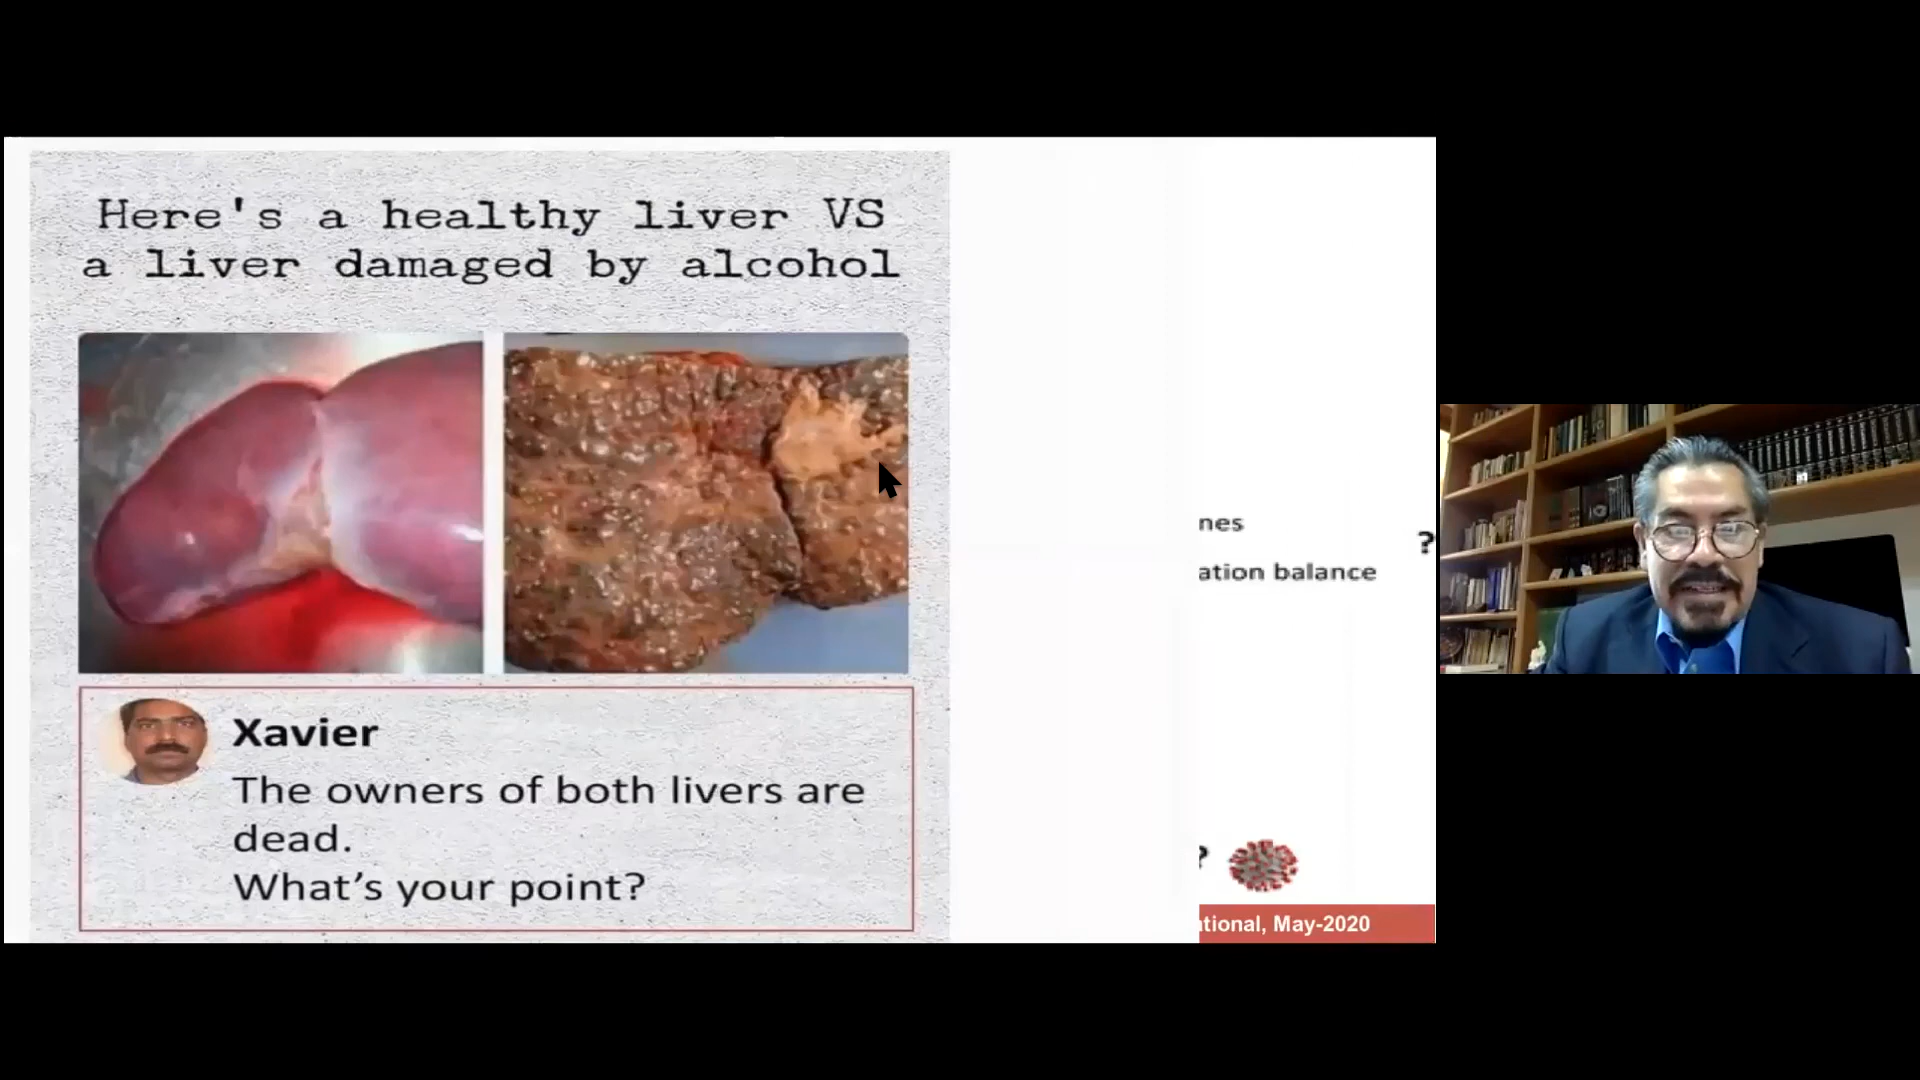 Here's a healthy liver VS
a liver damaged by alcohol
Xavier
The owners of both livers are
dead.
What's your point?
nes
ation balance
?
?
tional, May-2020